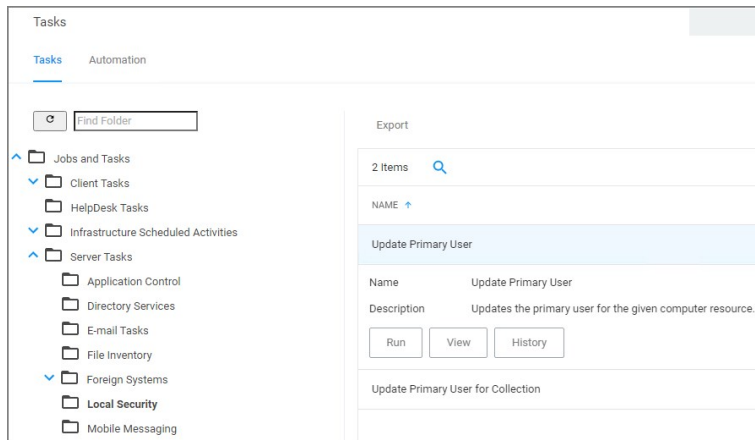 Tasks
Tasks Automation
Find Folder
Jobs and Tasks
Client Tasks
HelpDesk Tasks
Infrastructure Scheduled Activities
Server Tasks
Application Control
Directory Services
E-mail Tasks
File Inventory
Foreign Systems
Local Security
Mobile Messaging
Export
2 Items
NAME
Update Primary User
Name Update Primary User
Description Updates the primary user for the given computer resource.
Run View History
Update Primary User for Collection